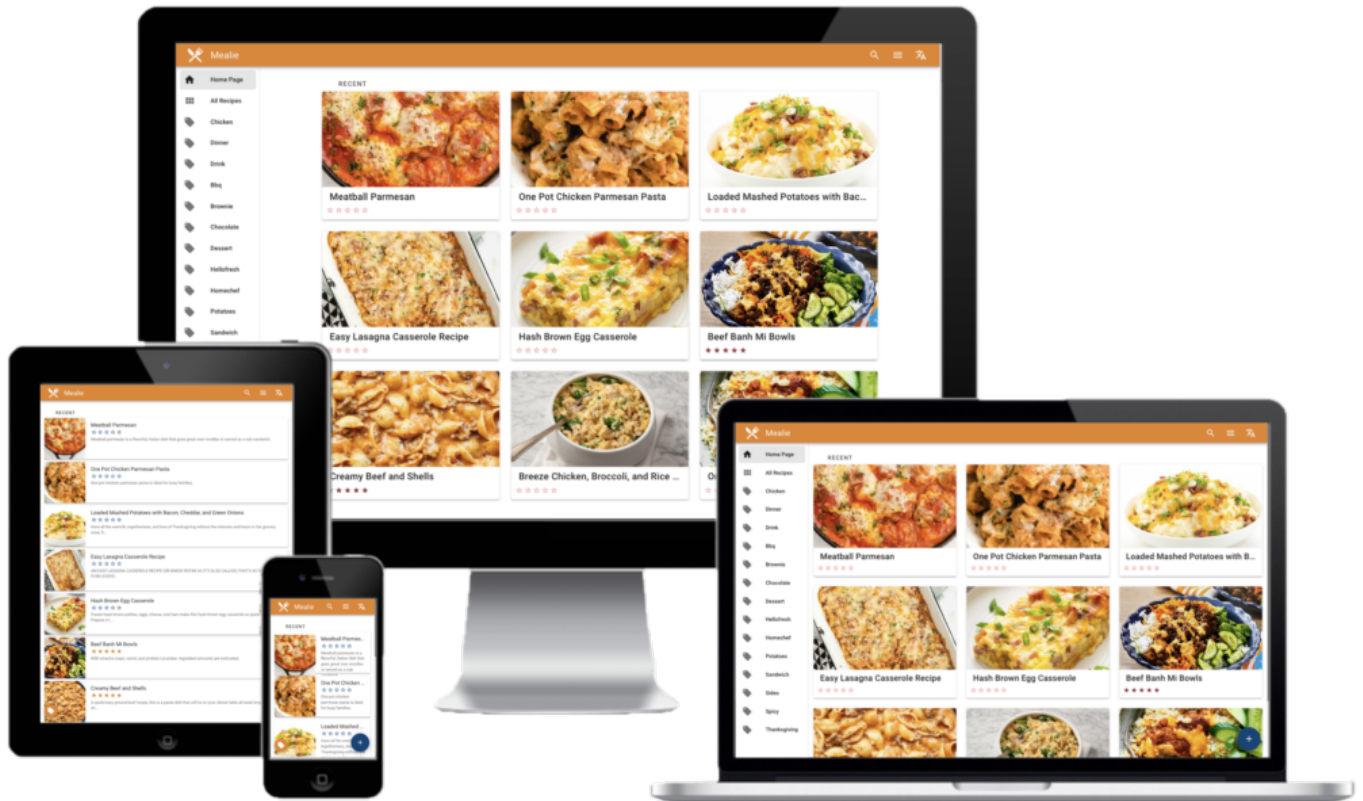 Mealie
Home Page
All Recipes
Chicken
Dinner
Drink
Bbq
Brownie
Chocolate
Dessert
Hellofresh
Homechef
Potatoes
Sandwich
RECENT
Meatball Parmesan
One Pot Chicken Parmesan Pasta
Loaded Mashed Potatoes with Bac...
Easy Lasagna Casserole Recipe
Hash Brown Egg Casserole
Beef Banh Mi Bowls
Creamy Beef and Shells
Breeze Chicken, Broccoli, and Rice ...
Mealie
RECENT
Meatball Parmesan
One Pot Chicken Parmesan Pasta
Loaded Mashed Potatoes with Bacon, Cheddar, and Green Onions
Easy Lasagna Casserole Recipe
Hash Brown Egg Casserole
Beef Banh Mi Bowls
Creamy Beef and Shells
Mealie
RECENT
Meatball Parmes...
One Pot Chicken ...
Loaded Mashed ...
Mealie
Home Page
All Recipes
Chicken
Dinner
Drink
Bbq
Brownie
Chocolate
Dessert
Hellofresh
Homechef
Potatoes
Sandwich
Sides
Spicy
Thanksgiving
RECENT
Meatball Parmesan
One Pot Chicken Parmesan Pasta
Loaded Mashed Potatoes with B...
Easy Lasagna Casserole Recipe
Hash Brown Egg Casserole
Beef Banh Mi Bowls